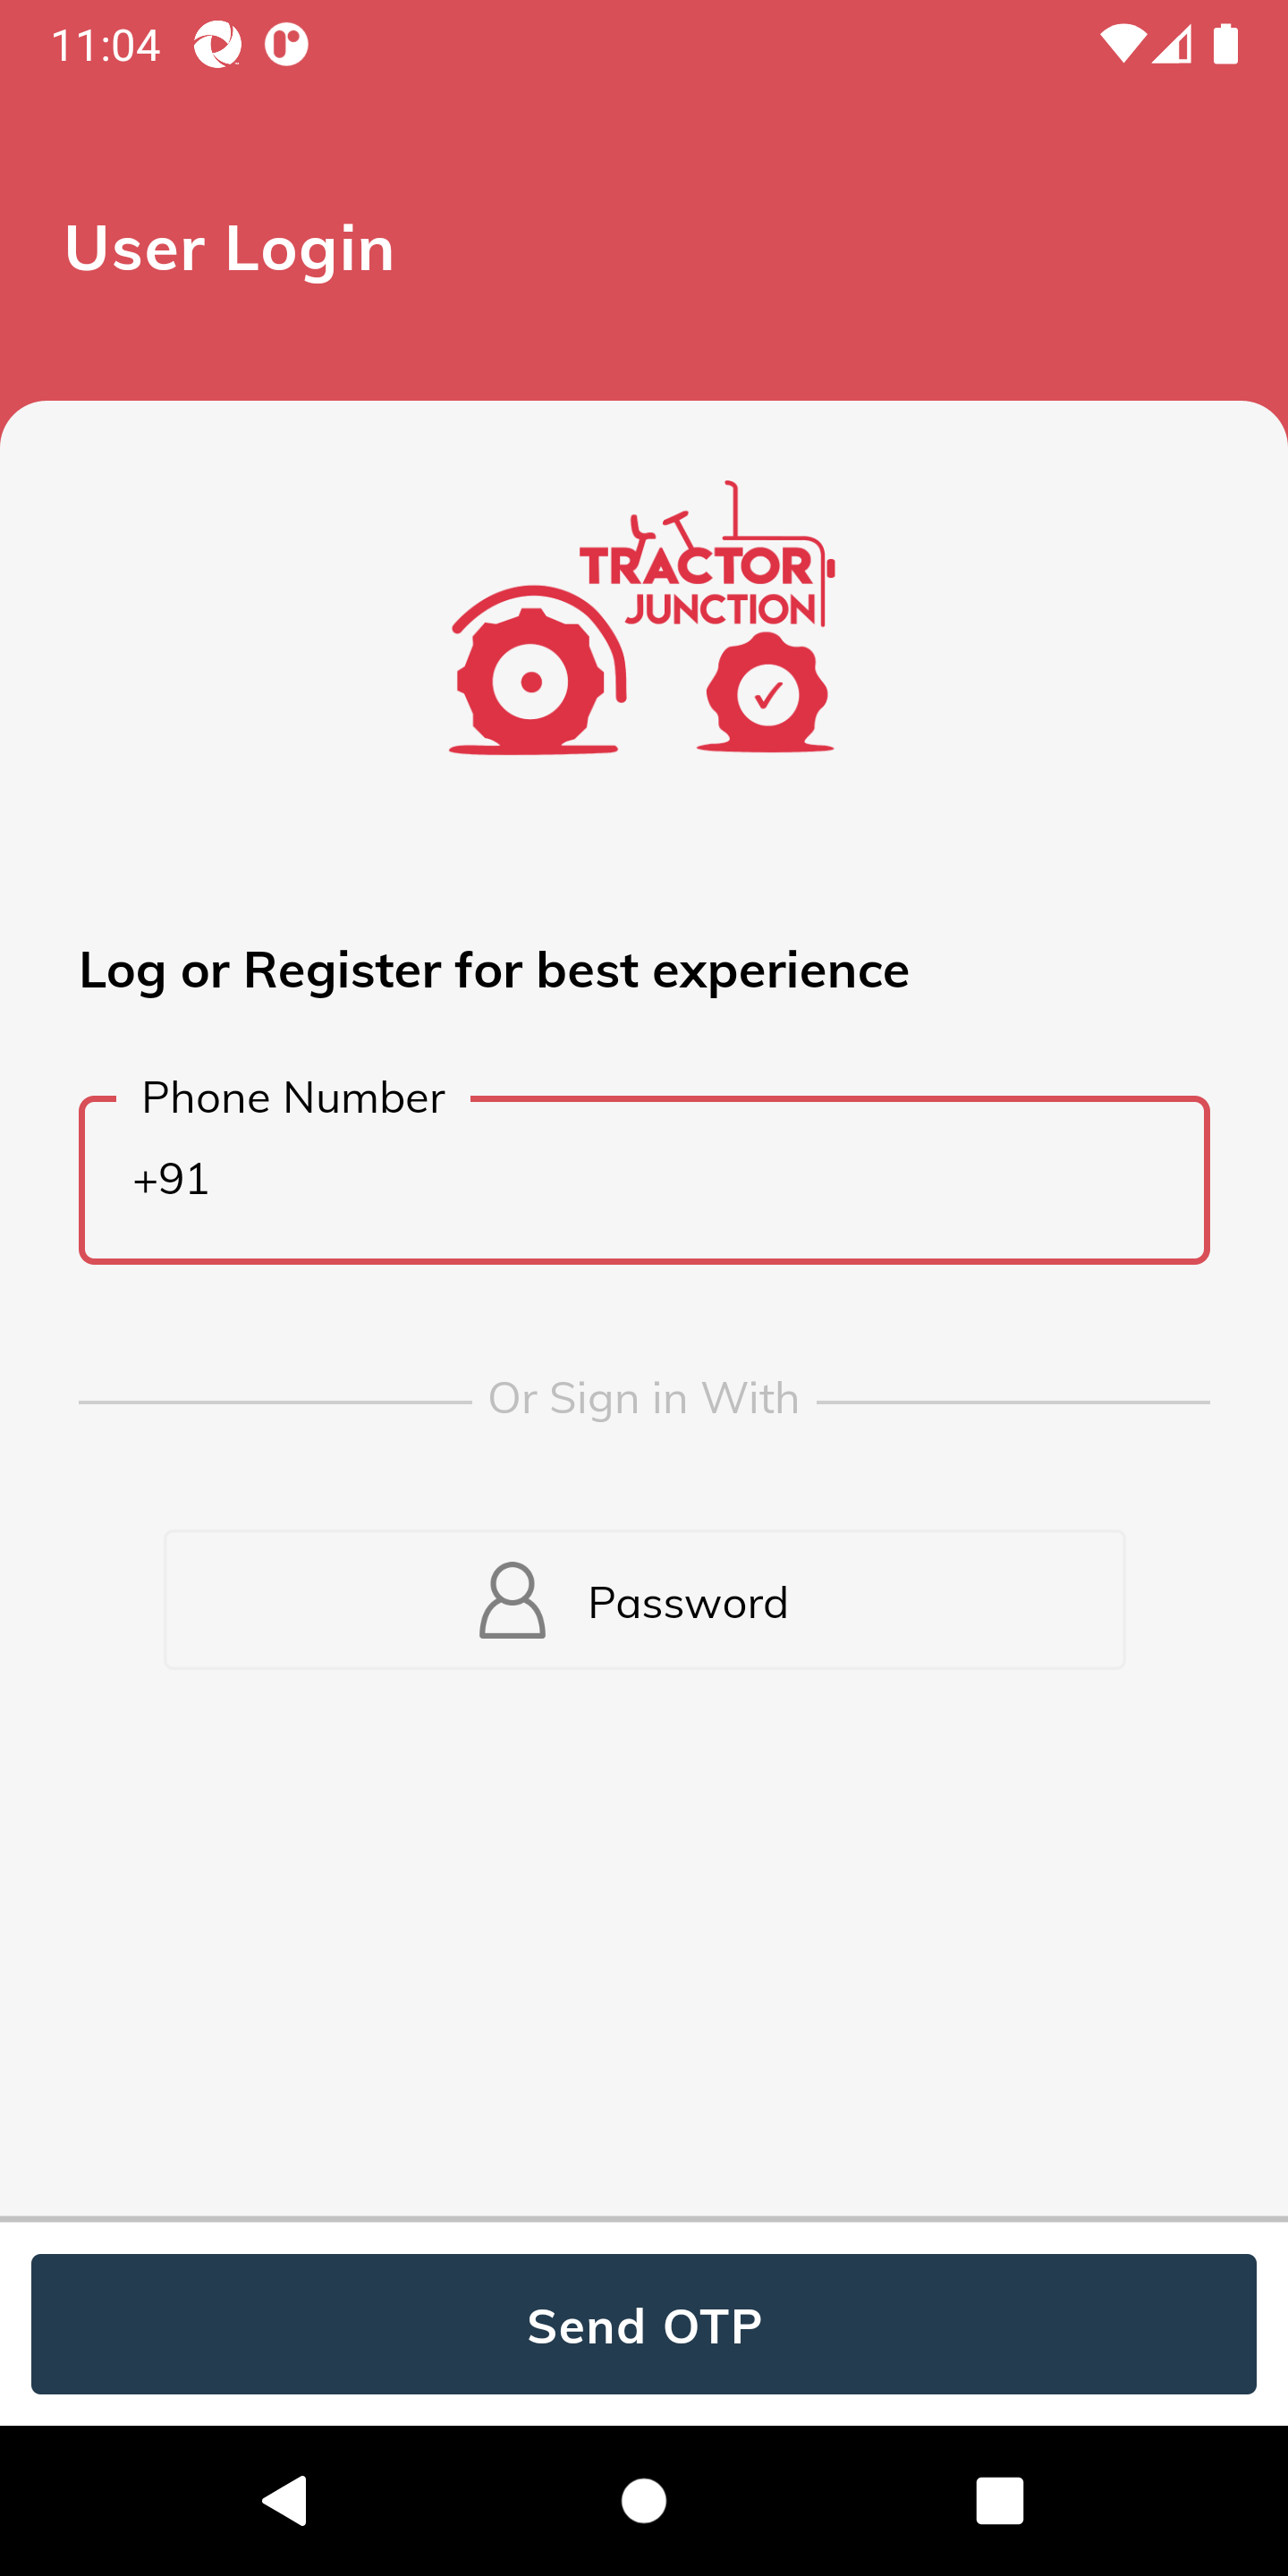 11:04
User Login
TRACTOR
JUNCTION
Log or Register for best experience
Phone Number
+91
Or Sign in With
Password
Send OTP